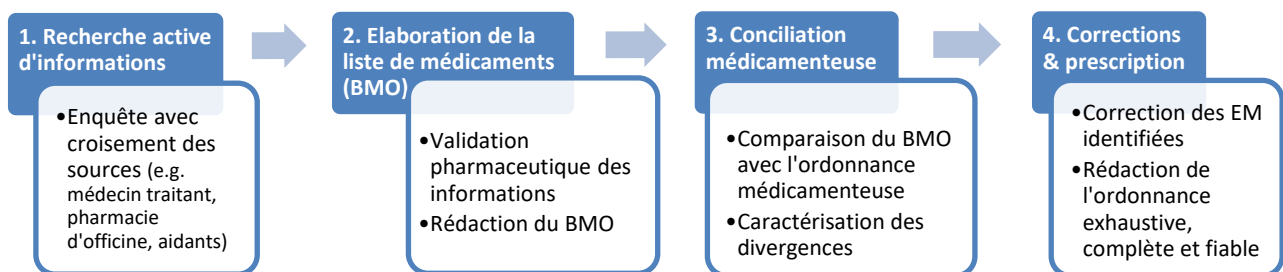 1. Recherche active
d'informations
•Enquête avec
croisement des
sources (e.g.
médecin traitant,
pharmacie
d'officine, aidants)
2. Elaboration de la
liste de médicaments
(BMO)
•Validation
pharmaceutique des
informations
•Rédaction du BMO
3. Conciliation
médicamenteuse
•Comparaison du BMO
avec l'ordonnance
médicamenteuse
•Caractérisation des
divergences
4. Corrections
& prescription
•Correction des EM
identifiées
•Rédaction de
l'ordonnance
exhaustive,
complète et fiable